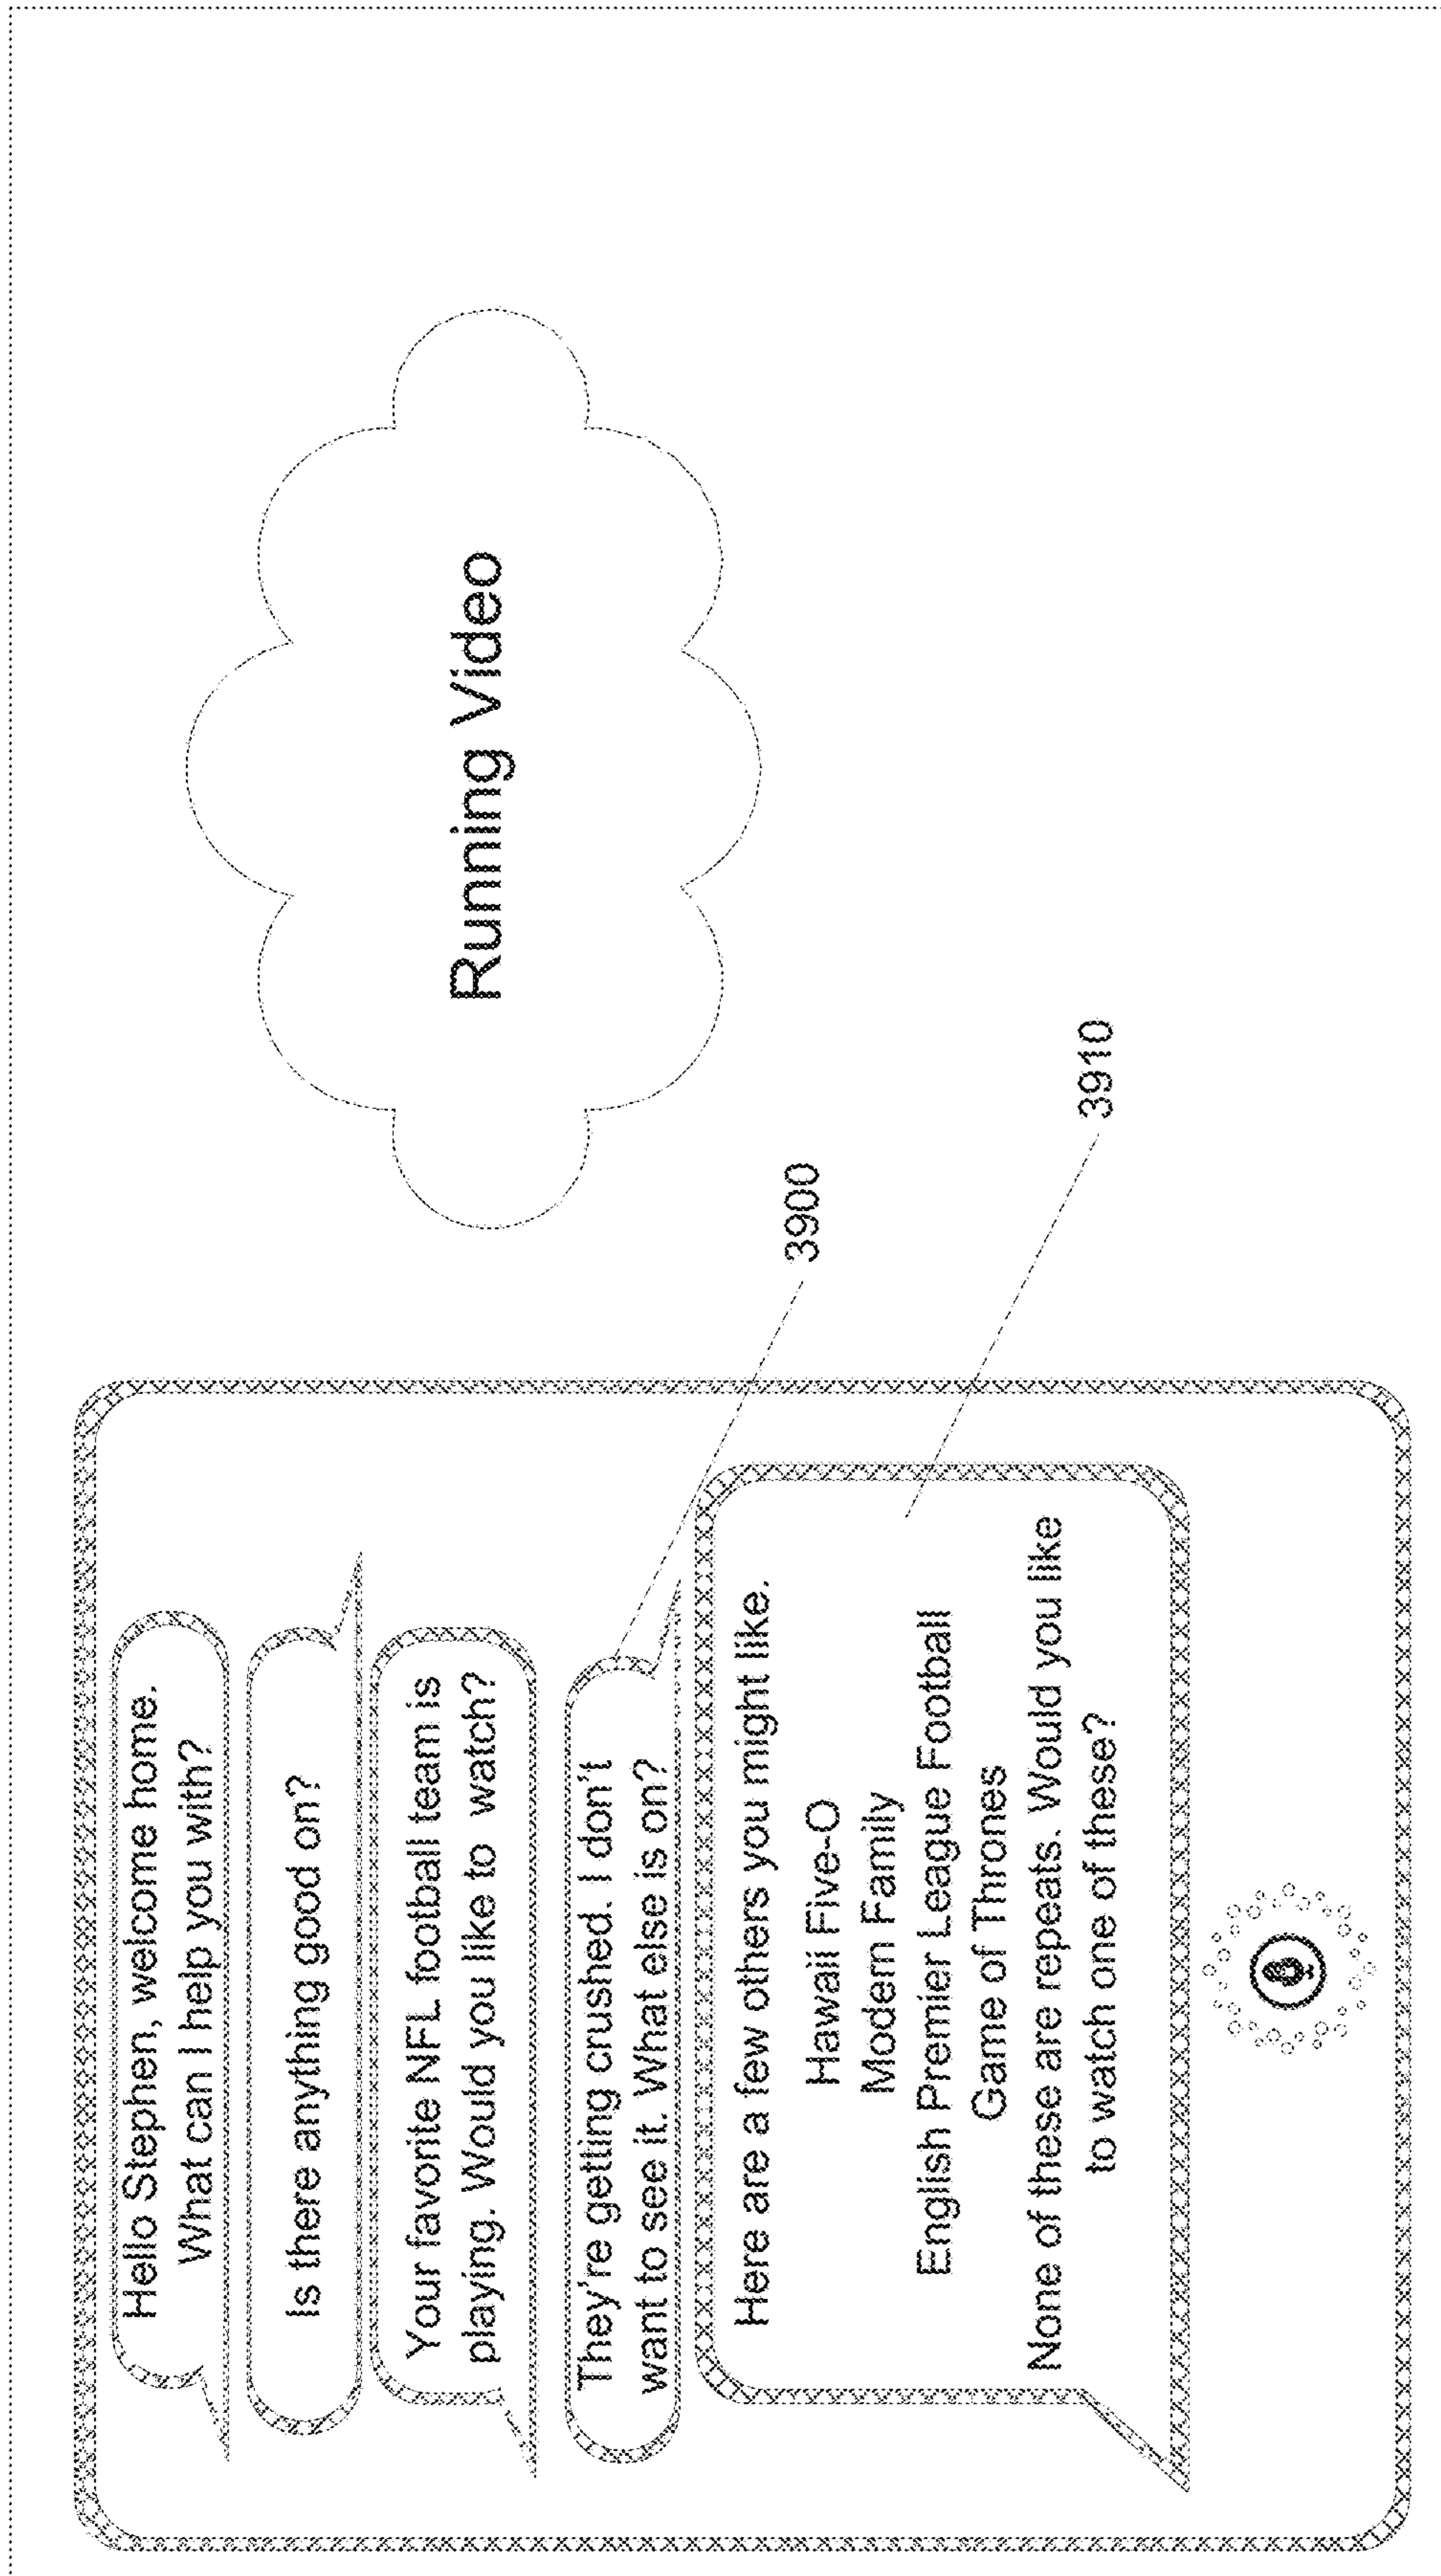 Hello Stephen, welcome home.
What can I help you with?
Is there anything good on?
Your favorite NFL football team is
playing. Would you like to watch?
They're getting crushed. I don't
want to see it. What else is on?
Here are a few others you might like.
Hawaii Five-O
Modern Family
English Premier League Football
Game of Thrones
None of these are repeats. Would you like
to watch one of these?
3900
3910
Running Video